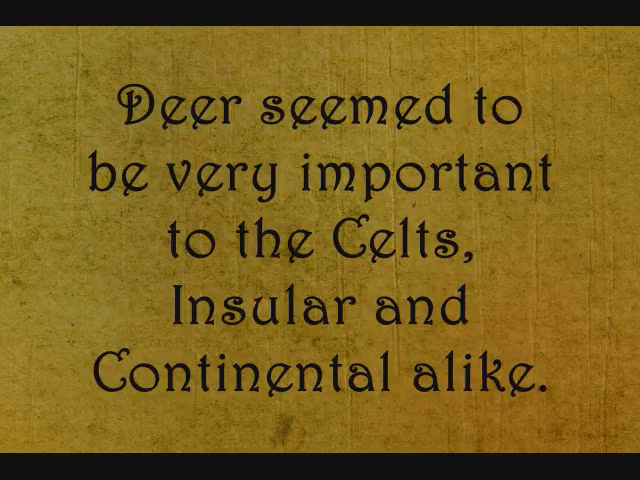 Deer seemed to
be very important
to the Celts,
Insular and
Continental alike.